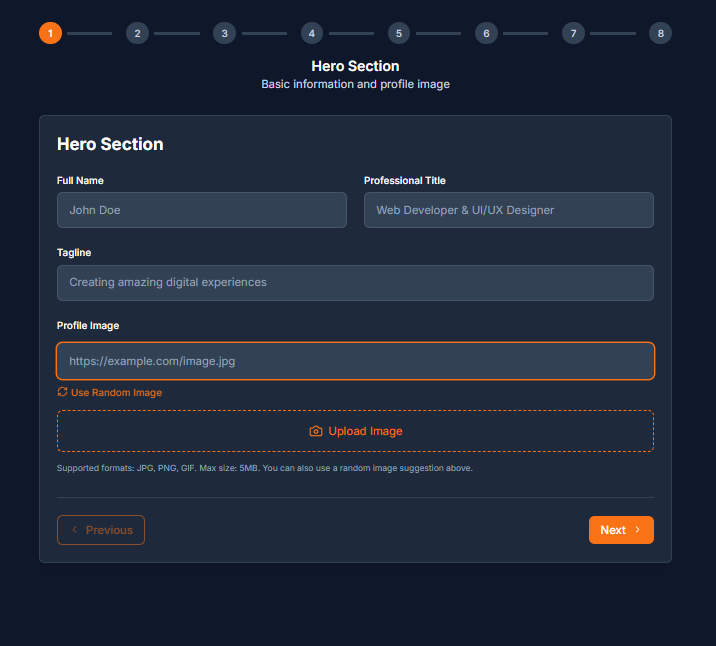 1 2 3 4 5 6 7 8
Hero Section
Basic information and profile image
Hero Section
Full Name Professional Title
John Doe Web Developer & UI/UX Designer
Tagline
Creating amazing digital experiences
Profile Image
https://example.com/image.jpg
Use Random Image
Upload Image
Supported formats: JPG, PNG, GIF. Max size: 5MB. You can also use a random image suggestion above.
Previous Next